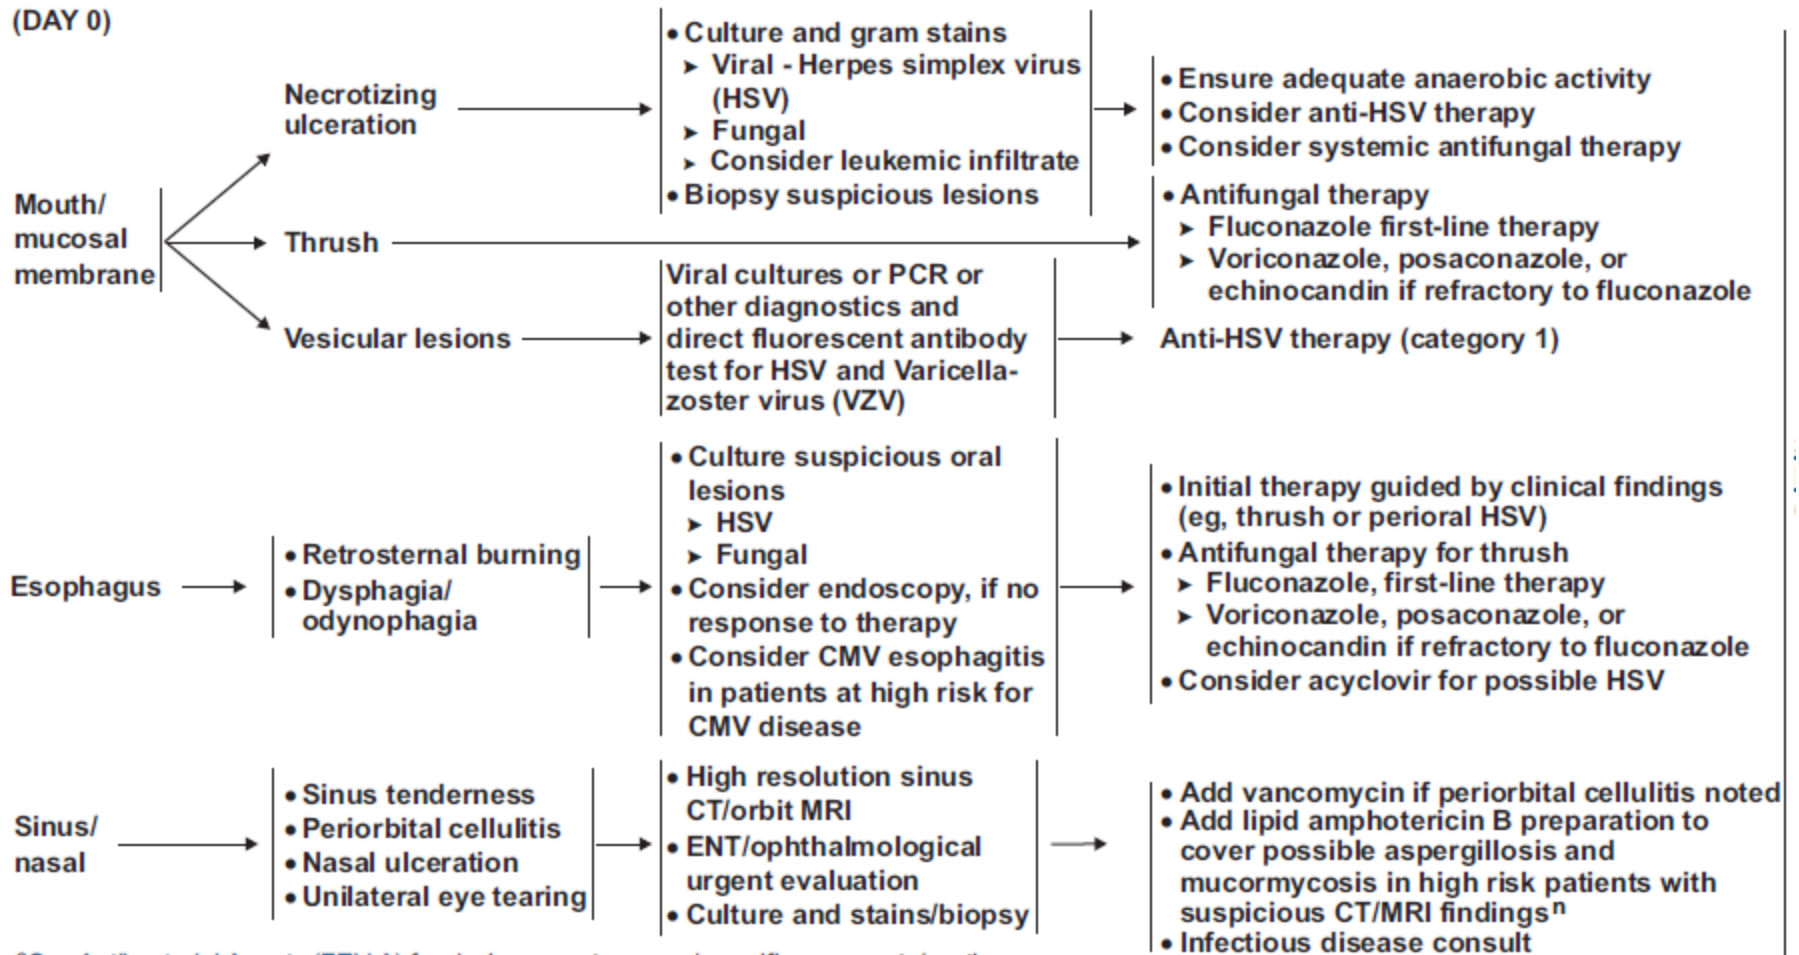 (DAY 0)
Mouth/
mucosal
membrane
Necrotizing
ulceration
• Culture and gram stains
➤ Viral - Herpes simplex virus
(HSV)
➤ Fungal
➤ Consider leukemic infiltrate
• Biopsy suspicious lesions
• Ensure adequate anaerobic activity
• Consider anti-HSV therapy
• Consider systemic antifungal therapy
Thrush
• Antifungal therapy
➤ Fluconazole first-line therapy
➤ Voriconazole, posaconazole, or
echinocandin if refractory to fluconazole
Vesicular lesions
Viral cultures or PCR or
other diagnostics and
direct fluorescent antibody
test for HSV and Varicella-
zoster virus (VZV)
Anti-HSV therapy (category 1)
Esophagus
• Retrosternal burning
• Dysphagia/
odynophagia
• Culture suspicious oral
lesions
➤ HSV
➤ Fungal
• Consider endoscopy, if no
response to therapy
• Consider CMV esophagitis
in patients at high risk for
CMV disease
• Initial therapy guided by clinical findings
(eg, thrush or perioral HSV)
• Antifungal therapy for thrush
➤ Fluconazole, first-line therapy
➤ Voriconazole, posaconazole, or
echinocandin if refractory to fluconazole
• Consider acyclovir for possible HSV
Sinus/
nasal
• Sinus tenderness
• Periorbital cellulitis
• Nasal ulceration
• Unilateral eye tearing
• High resolution sinus
CT/orbit MRI
• ENT/ophthalmological
urgent evaluation
• Culture and stains/biopsy
• Add vancomycin if periorbital cellulitis noted
• Add lipid amphotericin B preparation to
cover possible aspergillosis and
mucormycosis in high risk patients with
suspicious CT/MRI findingsⁿ
• Infectious disease consult